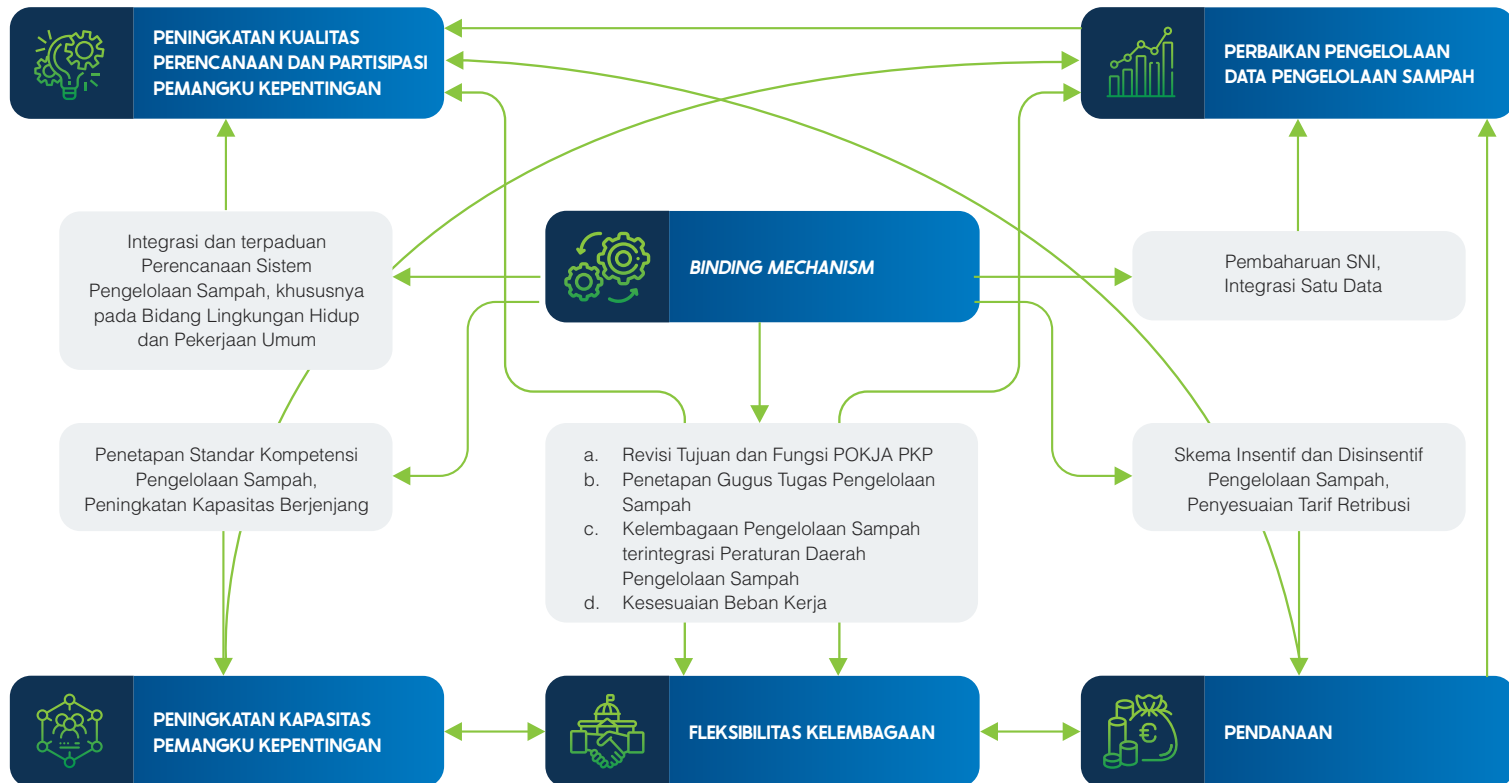 PENINGKATAN KUALITAS
PERENCANAAN DAN PARTISIPASI
PEMANGKU KEPENTINGAN
PERBAIKAN PENGELOLAAN
DATA PENGELOLAAN SAMPAH
Integrasi dan terpaduan
Perencanaan Sistem
Pengelolaan Sampah, khususnya
pada Bidang Lingkungan Hidup
dan Pekerjaan Umum
BINDING MECHANISM
Pembaharuan SNI,
Integrasi Satu Data
Penetapan Standar Kompetensi
Pengelolaan Sampah,
Peningkatan Kapasitas Berjenjang
a. Revisi Tujuan dan Fungsi POKJA PKP
b. Penetapan Gugus Tugas Pengelolaan
Sampah
c. Kelembagaan Pengelolaan Sampah
terintegrasi Peraturan Daerah
Pengelolaan Sampah
d. Kesesuaian Beban Kerja
Skema Insentif dan Disinsentif
Pengelolaan Sampah,
Penyesuaian Tarif Retribusi
PENINGKATAN KAPASITAS
PEMANGKU KEPENTINGAN
FLEKSIBILITAS KELEMBAGAAN
€
PENDANAAN